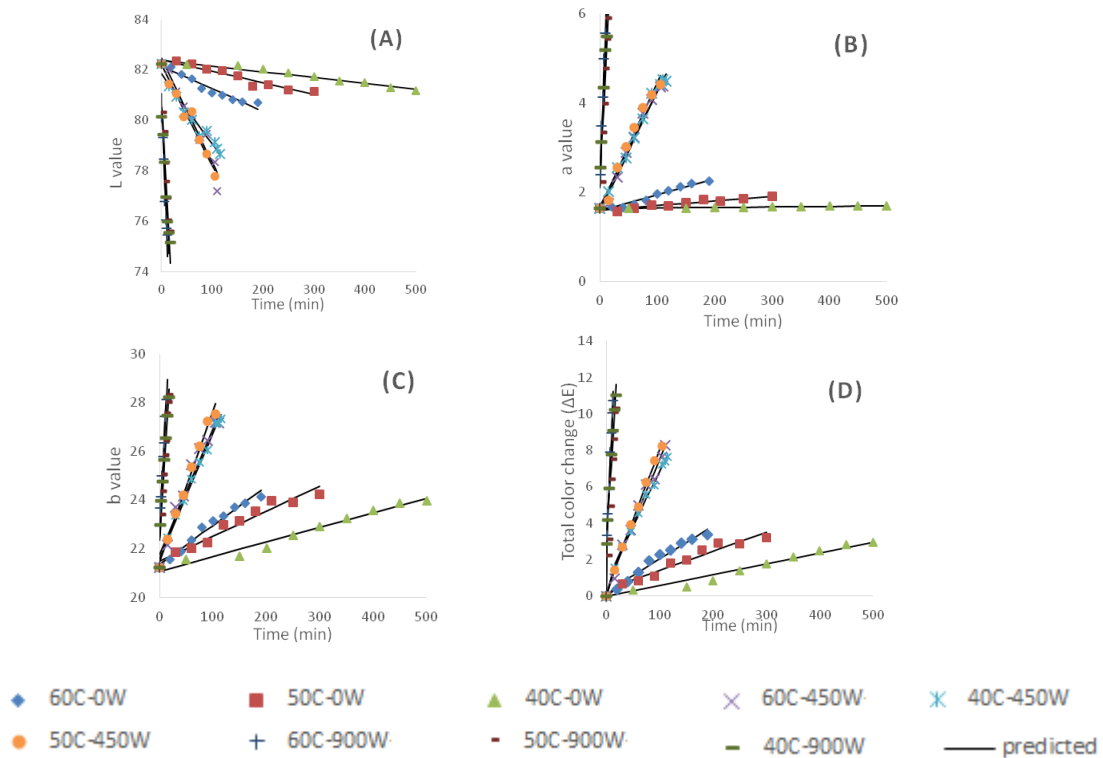 (A)
84
82
80
78
76
74
L value
0 100 200 300 400 500
Time (min)
(B)
6
4
2
0
a value
0 100 200 300 400 500
Time (min)
(C)
30
28
26
24
22
20
b value
0 100 200 300 400 500
Time (min)
(D)
14
12
10
8
6
4
2
0
Total color change (ΔE)
0 100 200 300 400 500
Time (min)
60C-0W 50C-0W 40C-0W 60C-450W 40C-450W
50C-450W 60C-900W 50C-900W 40C-900W predicted